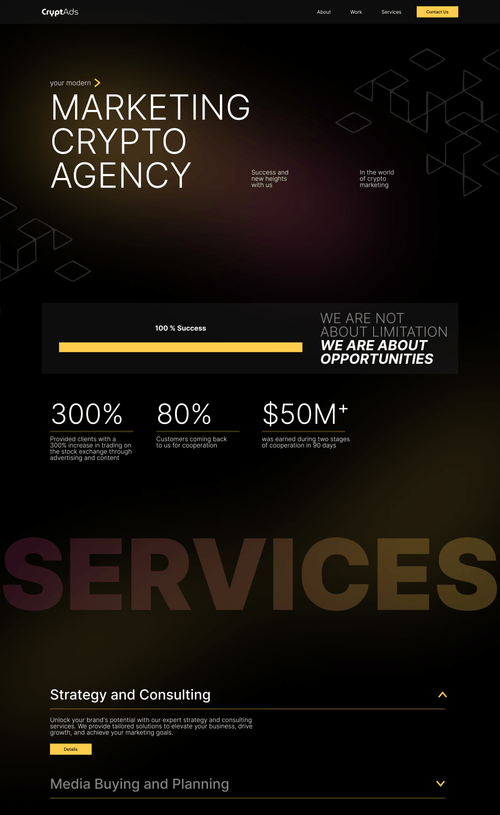 CryptAds
About Work Services Contact Us
your modern
MARKETING
CRYPTO
AGENCY
Success and
new heights
with us
In the world
of crypto
marketing
100 % Success
WE ARE NOT
ABOUT LIMITATION
WE ARE ABOUT
OPPORTUNITIES
300%
Provided clients with a
300% increase in trading on
the stock exchange through
advertising and content
80%
Customers coming back
to us for cooperation
$50M+
was earned during two stages
of cooperation in 90 days
SERVICES
Strategy and Consulting
Unlock your brand's potential with our expert strategy and consulting
services. We provide tailored solutions to elevate your business, drive
growth, and achieve your marketing goals.
Details
Media Buying and Planning